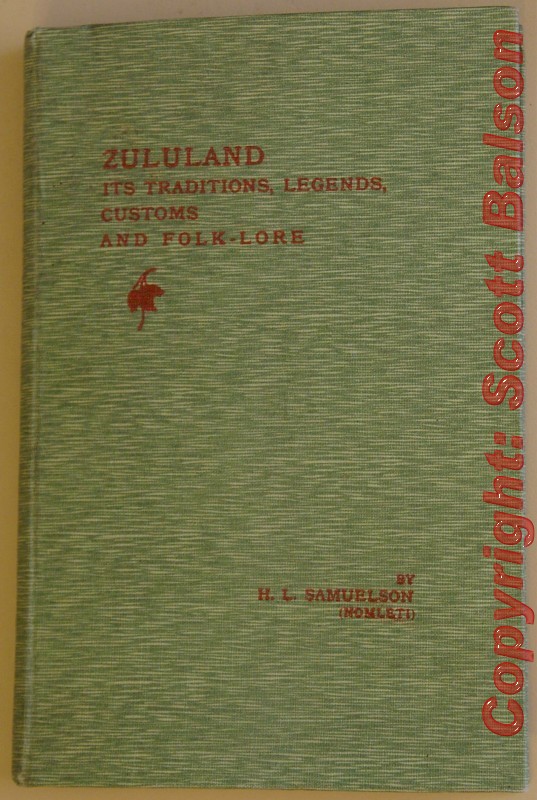 ZULULAND
ITS TRADITIONS, LEGENDS,
CUSTOMS
AND FOLK-LORE
BY
H. L. SAMUELSON
(NOMLETI)
Copyright: Scott Balson